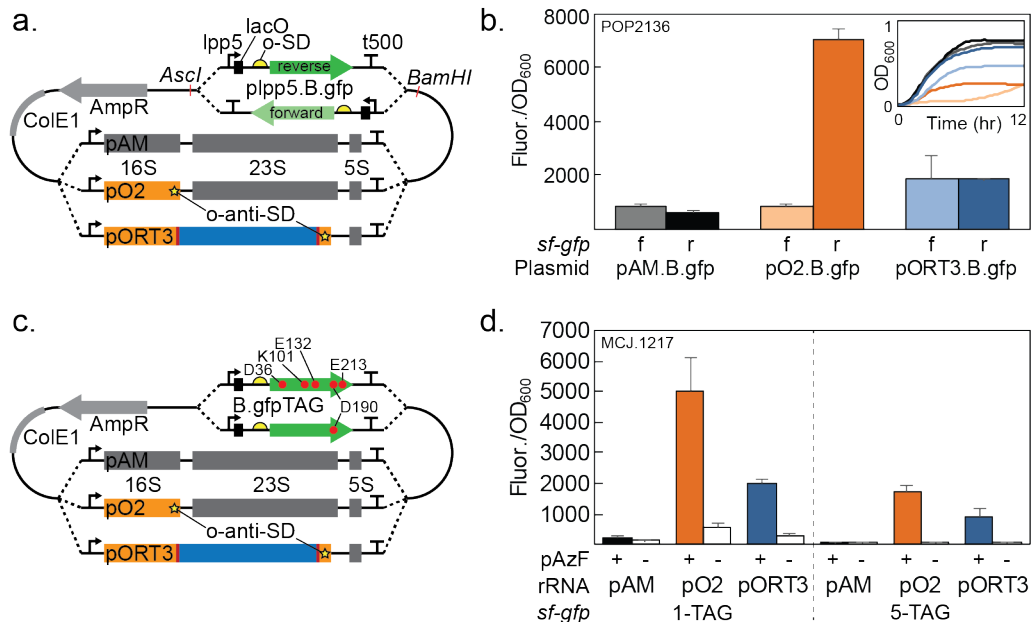 a.
lpp5
lacO
o-SD
t500
reverse
AscI
plpp5.B.gfp
BamHI
forward
AmpR
ColE1
pAM
16S
23S
5S
pO2
o-anti-SD
pORT3
b.
POP2136
Fluor./OD600
8000
6000
4000
2000
0
OD600
1
0
0
12
Time (hr)
sf-gfp
f
r
f
r
f
r
Plasmid
pAM.B.gfp
pO2.B.gfp
pORT3.B.gfp
c.
E132
K101
D36
E213
B.gfpTAG
D190
AmpR
ColE1
pAM
16S
23S
5S
pO2
o-anti-SD
pORT3
d.
MCJ.1217
Fluor./OD600
7000
6000
5000
4000
3000
2000
1000
0
pAzF
+ - + - + - + - + - + -
rRNA
pAM pO2 pORT3 pAM pO2 pORT3
sf-gfp
1-TAG
5-TAG